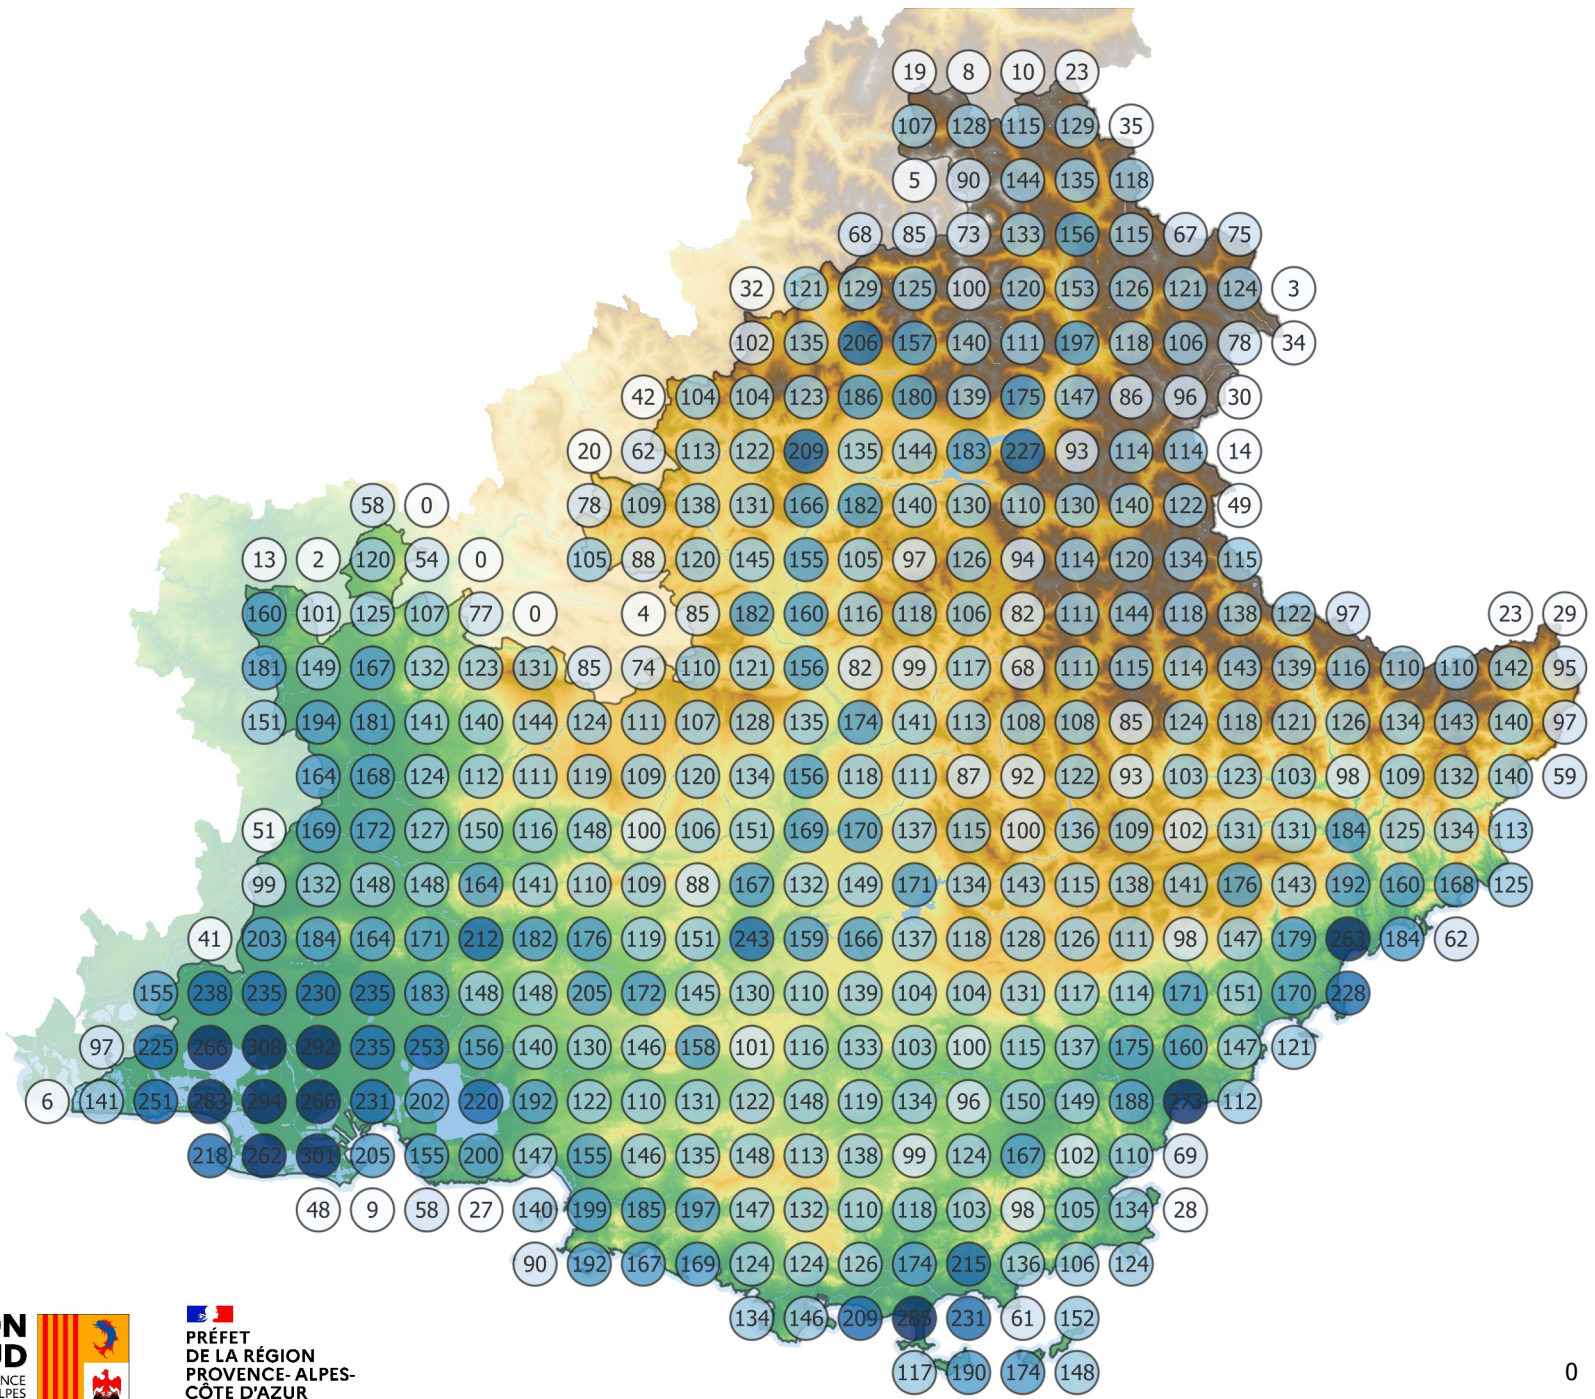 19 8 10 23
107 128 115 129 35
5 90 144 135 118
68 85 73 133 156 115 67 75
32 121 129 125 100 120 153 126 121 124 3
102 135 206 157 140 111 197 118 106 78 34
42 104 104 123 186 180 139 175 147 86 96 30
20 62 113 122 209 135 144 183 227 93 114 114 14
58 0 78 109 138 131 166 182 140 130 110 130 140 122 49
13 2 120 54 0 105 88 120 145 155 105 97 126 94 114 120 134 115
160 101 125 107 77 0 4 85 182 160 116 118 106 82 111 144 118 138 122 97 23 29
181 149 167 132 123 131 85 74 110 121 156 82 99 117 68 111 115 114 143 139 116 110 110 142 95
151 194 181 141 140 144 124 111 107 128 135 174 141 113 108 108 85 124 118 121 126 134 143 140 97
164 168 124 112 111 119 109 120 134 156 118 111 87 92 122 93 103 123 103 98 109 132 140 59
51 169 172 127 150 116 148 100 106 151 169 170 137 115 100 136 109 102 131 131 184 125 134 113
99 132 148 148 164 141 110 109 88 167 132 149 171 134 143 115 138 141 176 143 192 160 168 125
41 203 184 164 171 212 182 176 119 151 243 159 166 137 118 128 126 111 98 147 179 263 184 62
155 238 235 230 235 183 148 148 205 172 145 130 110 139 104 104 131 117 114 171 151 170 228
97 225 266 308 292 235 253 156 140 130 146 158 101 116 133 103 100 115 137 175 160 147 121
6 141 251 283 294 266 231 202 220 192 122 110 131 122 148 119 134 96 150 149 188 273 112
218 262 301 205 155 200 147 155 146 135 148 113 138 99 124 167 102 110 69
48 9 58 27 140 199 185 197 147 132 110 118 103 98 105 134 28
90 192 167 169 124 124 126 174 215 136 106 124
134 146 209 285 231 61 152
117 190 174 148
ON
UD
NCE
LPES
PRÉFET
DE LA RÉGION
PROVENCE- ALPES-
CÔTE D'AZUR
0